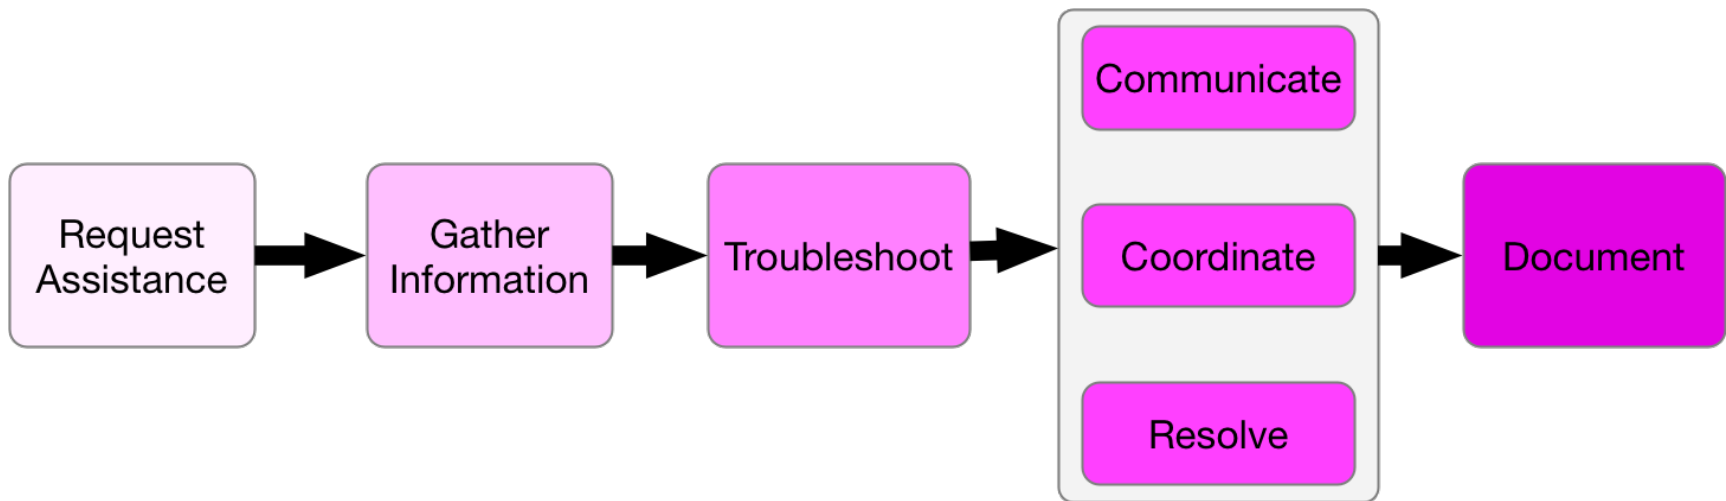 Request
Assistance
Gather
Information
Troubleshoot
Communicate
Coordinate
Resolve
Document